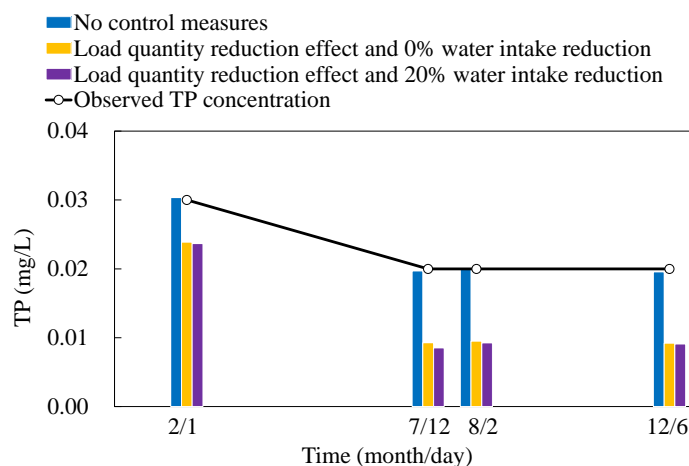 No control measures
Load quantity reduction effect and 0% water intake reduction
Load quantity reduction effect and 20% water intake reduction
Observed TP concentration
0.04
0.03
0.02
0.01
0.00
TP (mg/L)
2/1 7/12 8/2 12/6
Time (month/day)